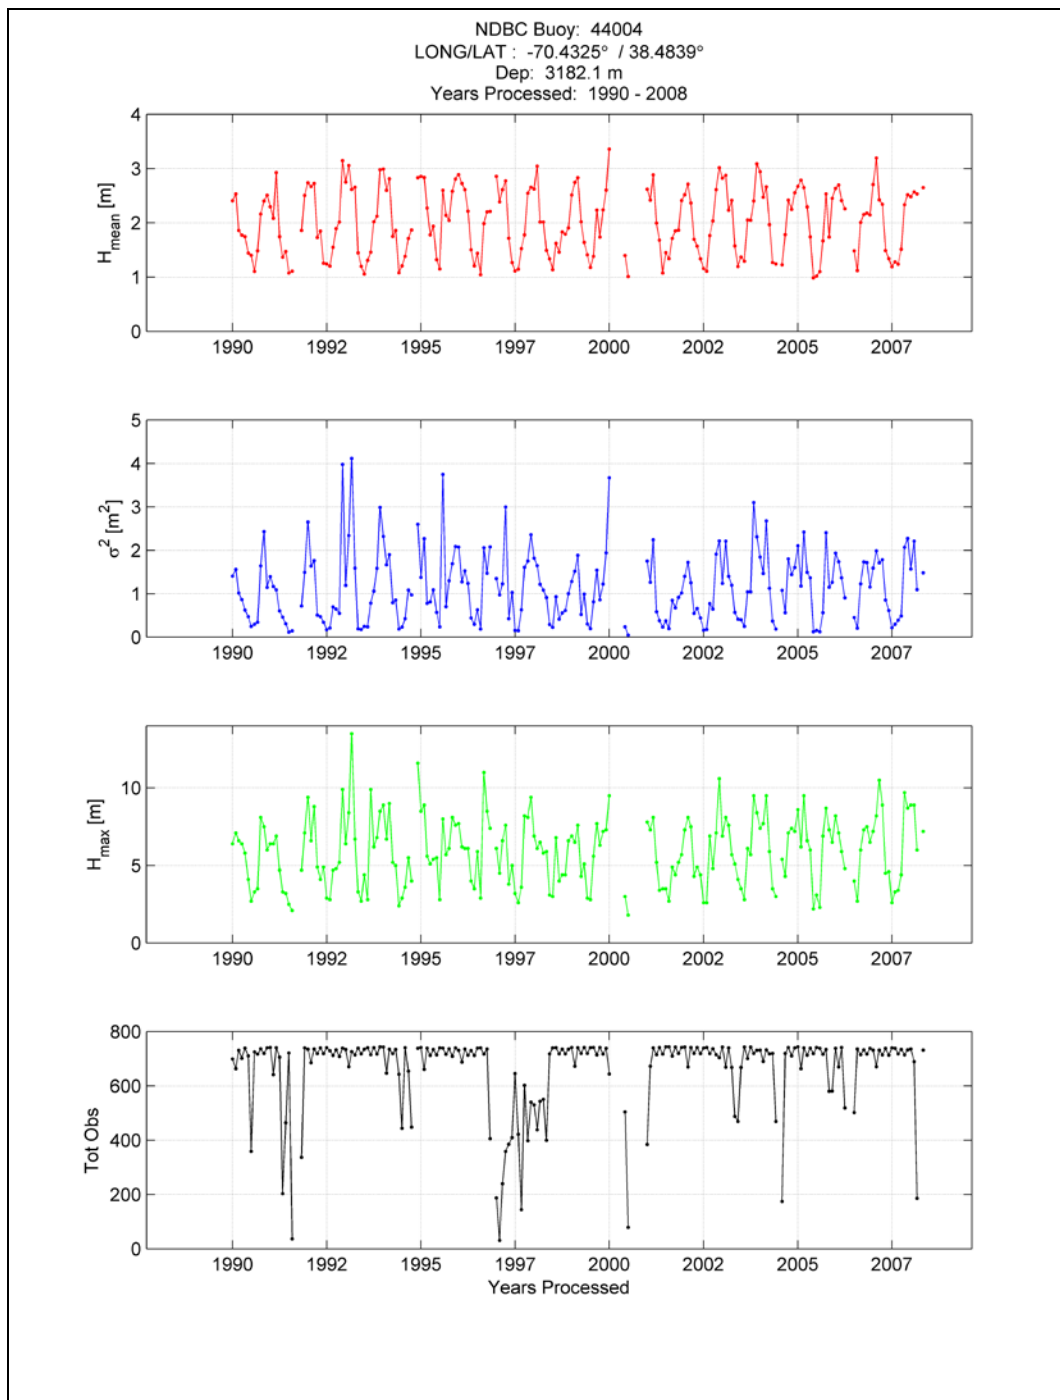 NDBC Buoy: 44004
LONG/LAT : -70.4325° / 38.4839°
Dep: 3182.1 m
Years Processed: 1990 - 2008
4
3
2
1
0
H_mean [m]
1990 1992 1995 1997 2000 2002 2005 2007
5
4
3
2
1
0
σ² [m²]
1990 1992 1995 1997 2000 2002 2005 2007
10
5
0
H_max [m]
1990 1992 1995 1997 2000 2002 2005 2007
800
600
400
200
0
Tot Obs
1990 1992 1995 1997 2000 2002 2005 2007
Years Processed